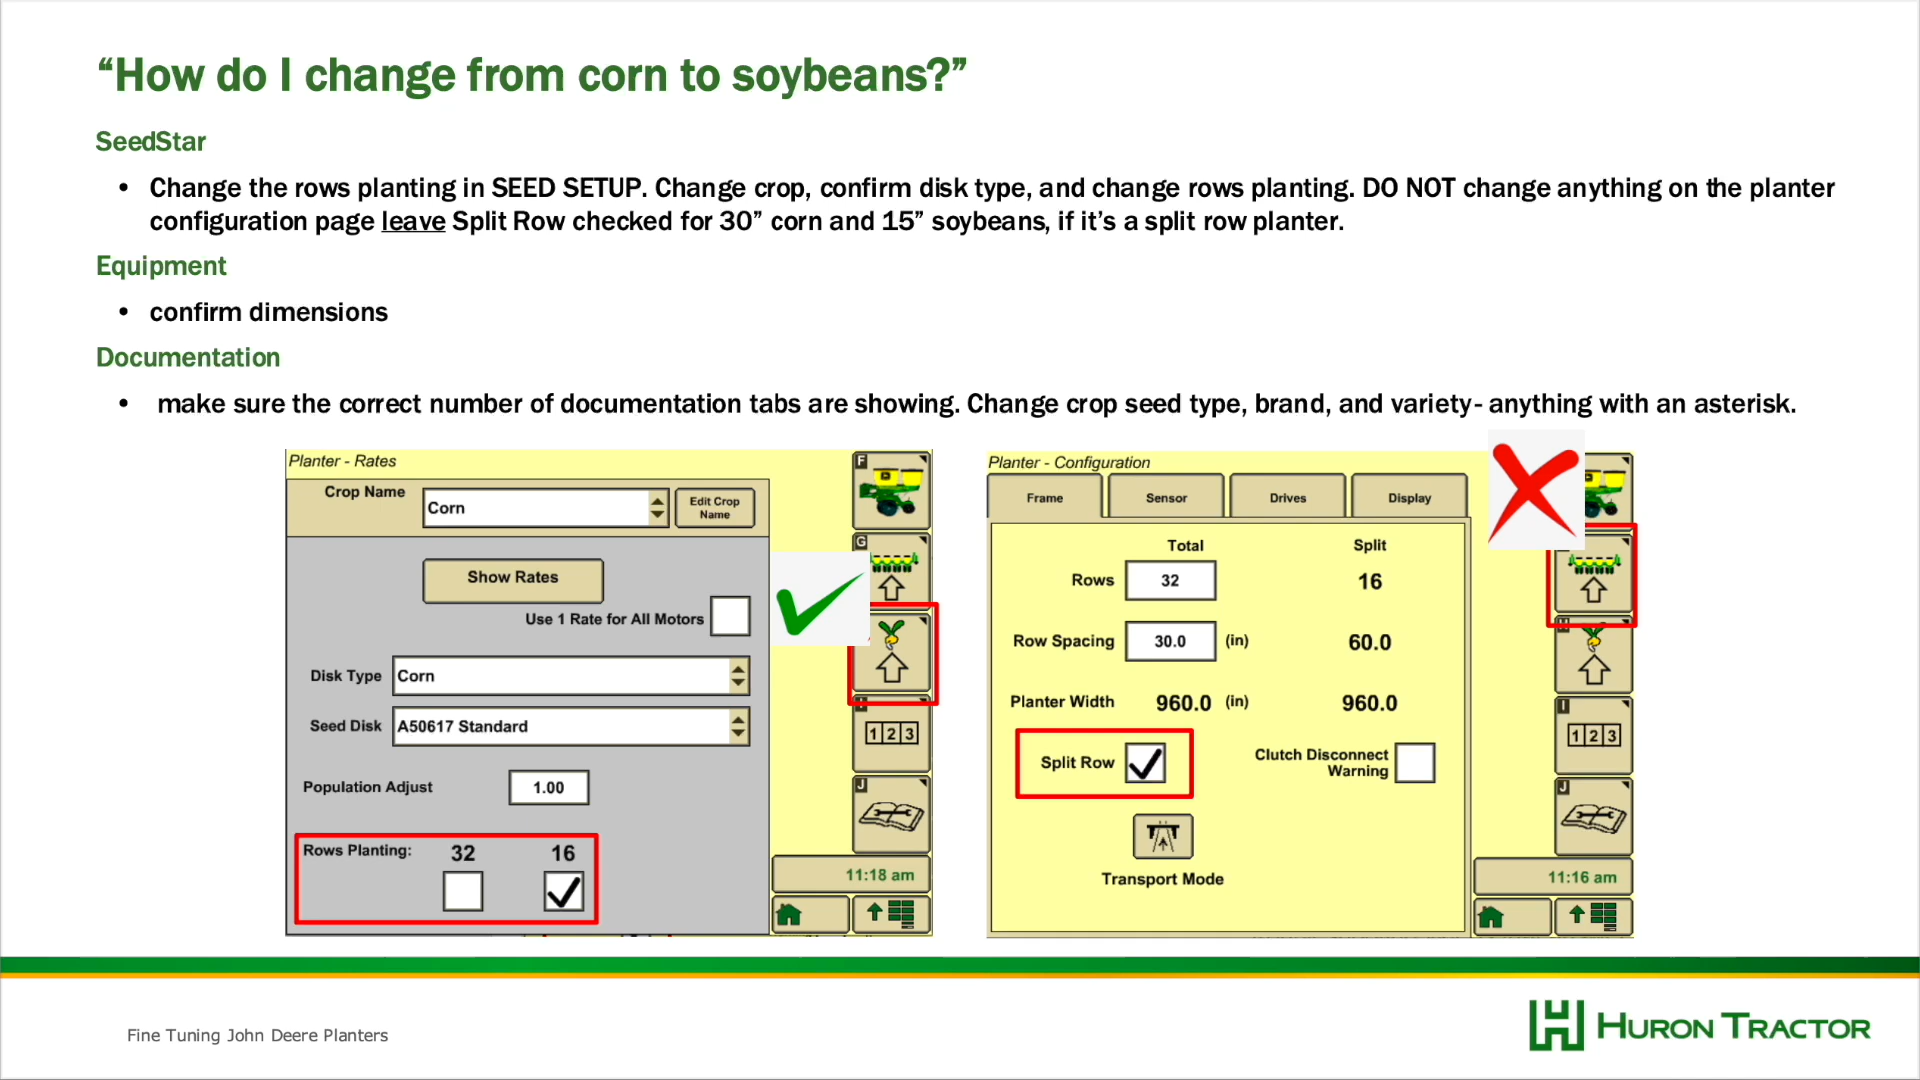 “How do I change from corn to soybeans?”
SeedStar
• Change the rows planting in SEED SETUP. Change crop, confirm disk type, and change rows planting. DO NOT change anything on the planter
configuration page leave Split Row checked for 30” corn and 15” soybeans, if it’s a split row planter.
Equipment
• confirm dimensions
Documentation
• make sure the correct number of documentation tabs are showing. Change crop seed type, brand, and variety- anything with an asterisk.
Planter - Rates
Crop Name
Corn
Edit Crop
Name
Show Rates
Use 1 Rate for All Motors
Disk Type
Corn
Seed Disk
A50617 Standard
Population Adjust
1.00
Rows Planting:
32
16
F
G
I
1 2 3
J
11:18 am
Planter - Configuration
Frame
Sensor
Drives
Display
Total
Split
Rows
32
16
Row Spacing
30.0
(in)
60.0
Planter Width
960.0
(in)
960.0
Split Row
Clutch Disconnect
Warning
Transport Mode
H
I
1 2 3
J
11:16 am
Fine Tuning John Deere Planters
HURON TRACTOR